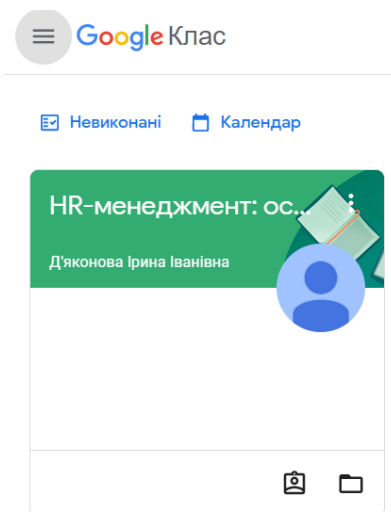 Google Клас
Невиконані Календар
HR-менеджмент: ос...
Д'яконова Ірина Іванівна